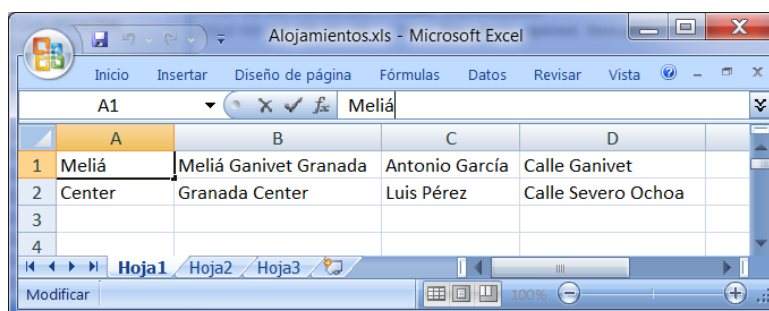 Alojamientos.xls - Microsoft Excel
Inicio Insertar Diseño de página Fórmulas Datos Revisar Vista
A1 fx Meliá
A B C D
1 Meliá Meliá Ganivet Granada Antonio García Calle Ganivet
2 Center Granada Center Luis Pérez Calle Severo Ochoa
3
4
Hoja1 Hoja2 Hoja3
Modificar 100%